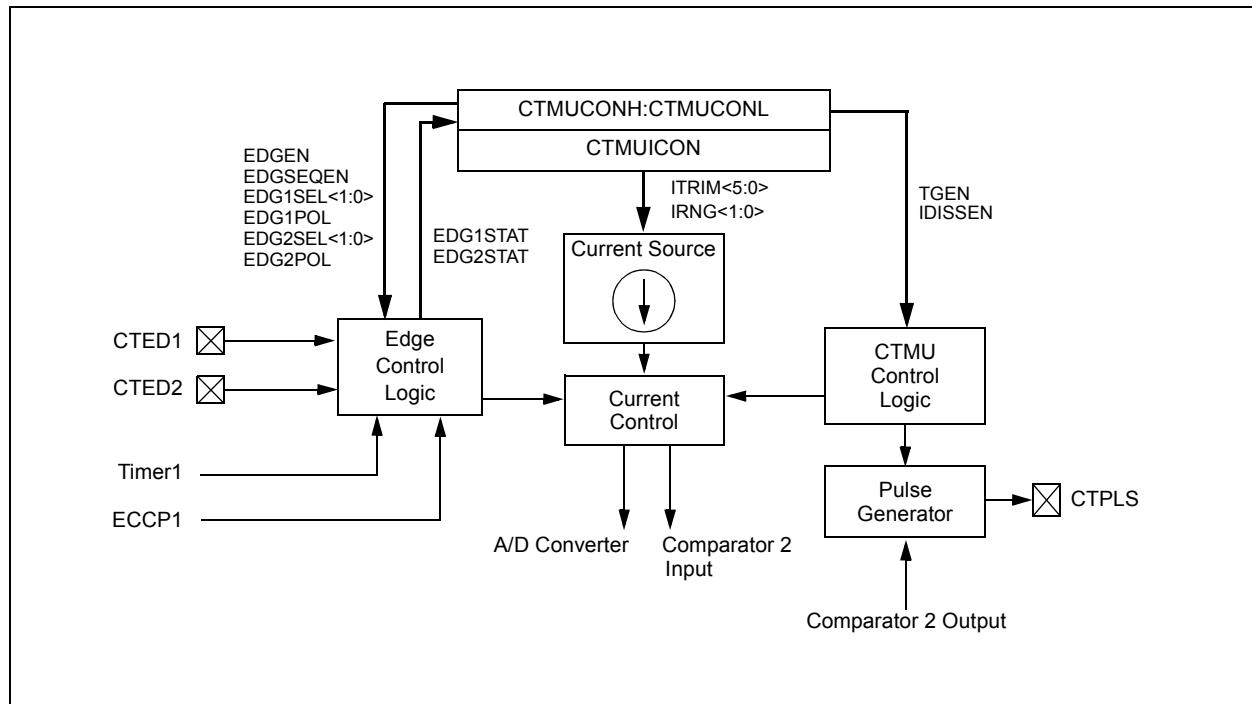 CTMUCONH:CTMUCONL
CTMUICON
EDGEN
EDGSEQEN
EDG1SEL<1:0>
EDG1POL
EDG2SEL<1:0>
EDG2POL
EDG1STAT
EDG2STAT
ITRIM<5:0>
IRNG<1:0>
TGEN
IDISSEN
Current Source
CTED1
CTED2
Edge
Control
Logic
Current
Control
CTMU
Control
Logic
Timer1
ECCP1
Pulse
Generator
CTPLS
A/D Converter
Comparator 2
Input
Comparator 2 Output